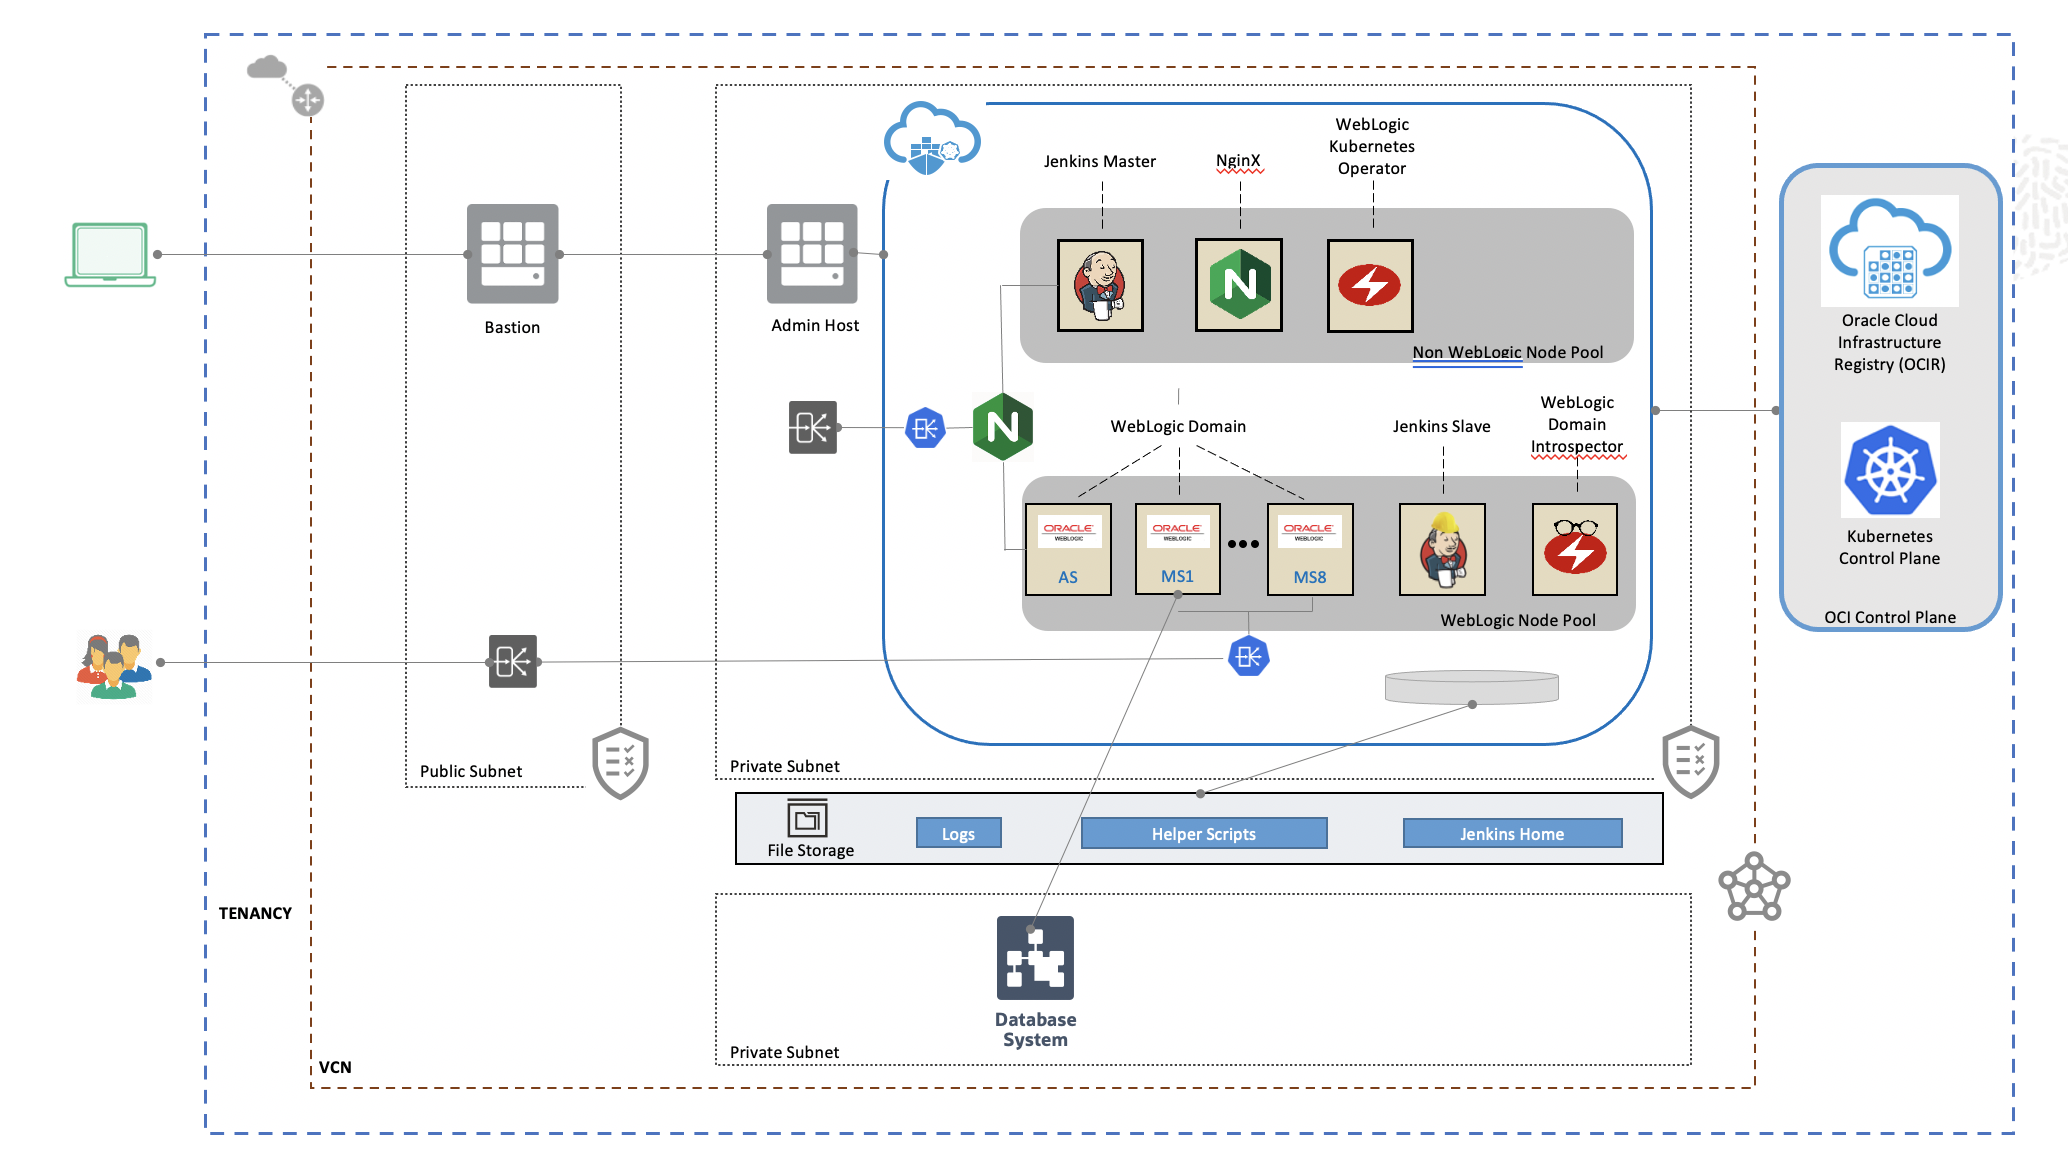 WebLogic
Kubernetes
Operator
Jenkins Master
NginX
Bastion
Admin Host
Non WebLogic Node Pool
Oracle Cloud
Infrastructure
Registry (OCIR)
WebLogic Domain
Jenkins Slave
WebLogic
Domain
Introspector
ORACLE
WEBLOGIC
AS
ORACLE
WEBLOGIC
MS1
ORACLE
WEBLOGIC
MS8
WebLogic Node Pool
Kubernetes
Control Plane
OCI Control Plane
Public Subnet
Private Subnet
File Storage
Logs
Helper Scripts
Jenkins Home
TENANCY
Database
System
Private Subnet
VCN